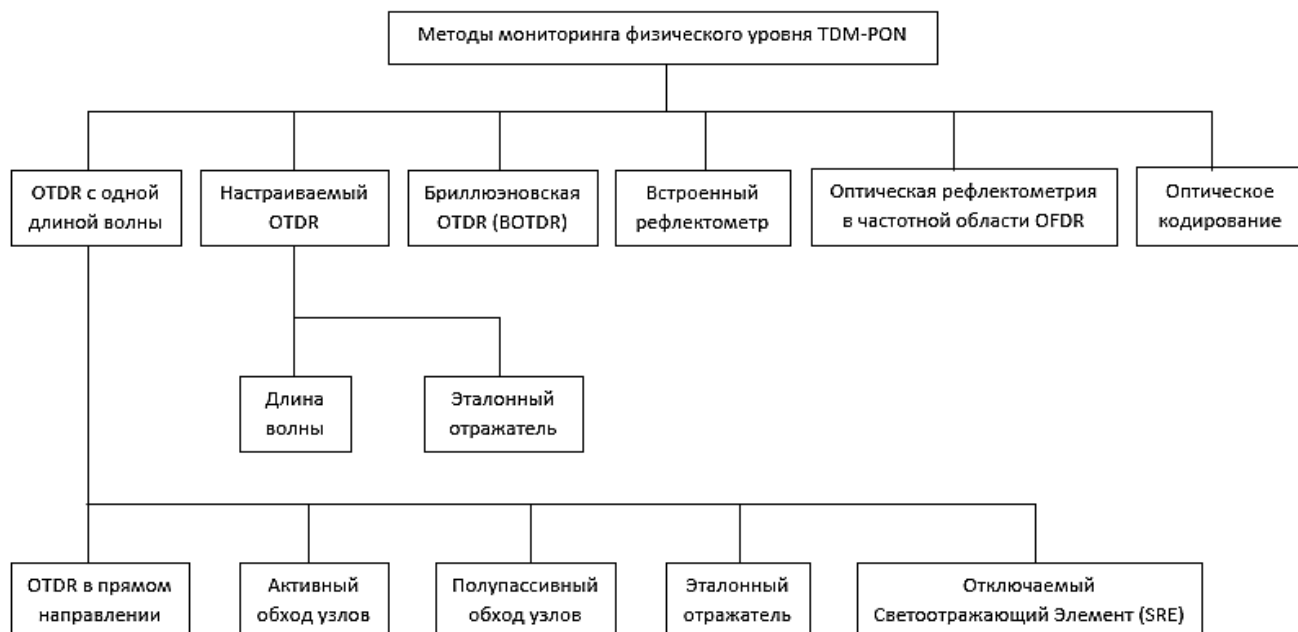 Методы мониторинга физического уровня TDM-PON
OTDR с одной
длиной волны
Настраиваемый
OTDR
Бриллюэновская
OTDR (BOTDR)
Встроенный
рефлектометр
Оптическая рефлектометрия
в частотной области OFDR
Оптическое
кодирование
Длина
волны
Эталонный
отражатель
OTDR в прямом
направлении
Активный
обход узлов
Полупассивный
обход узлов
Эталонный
отражатель
Отключаемый
Светоотражающий Элемент (SRE)